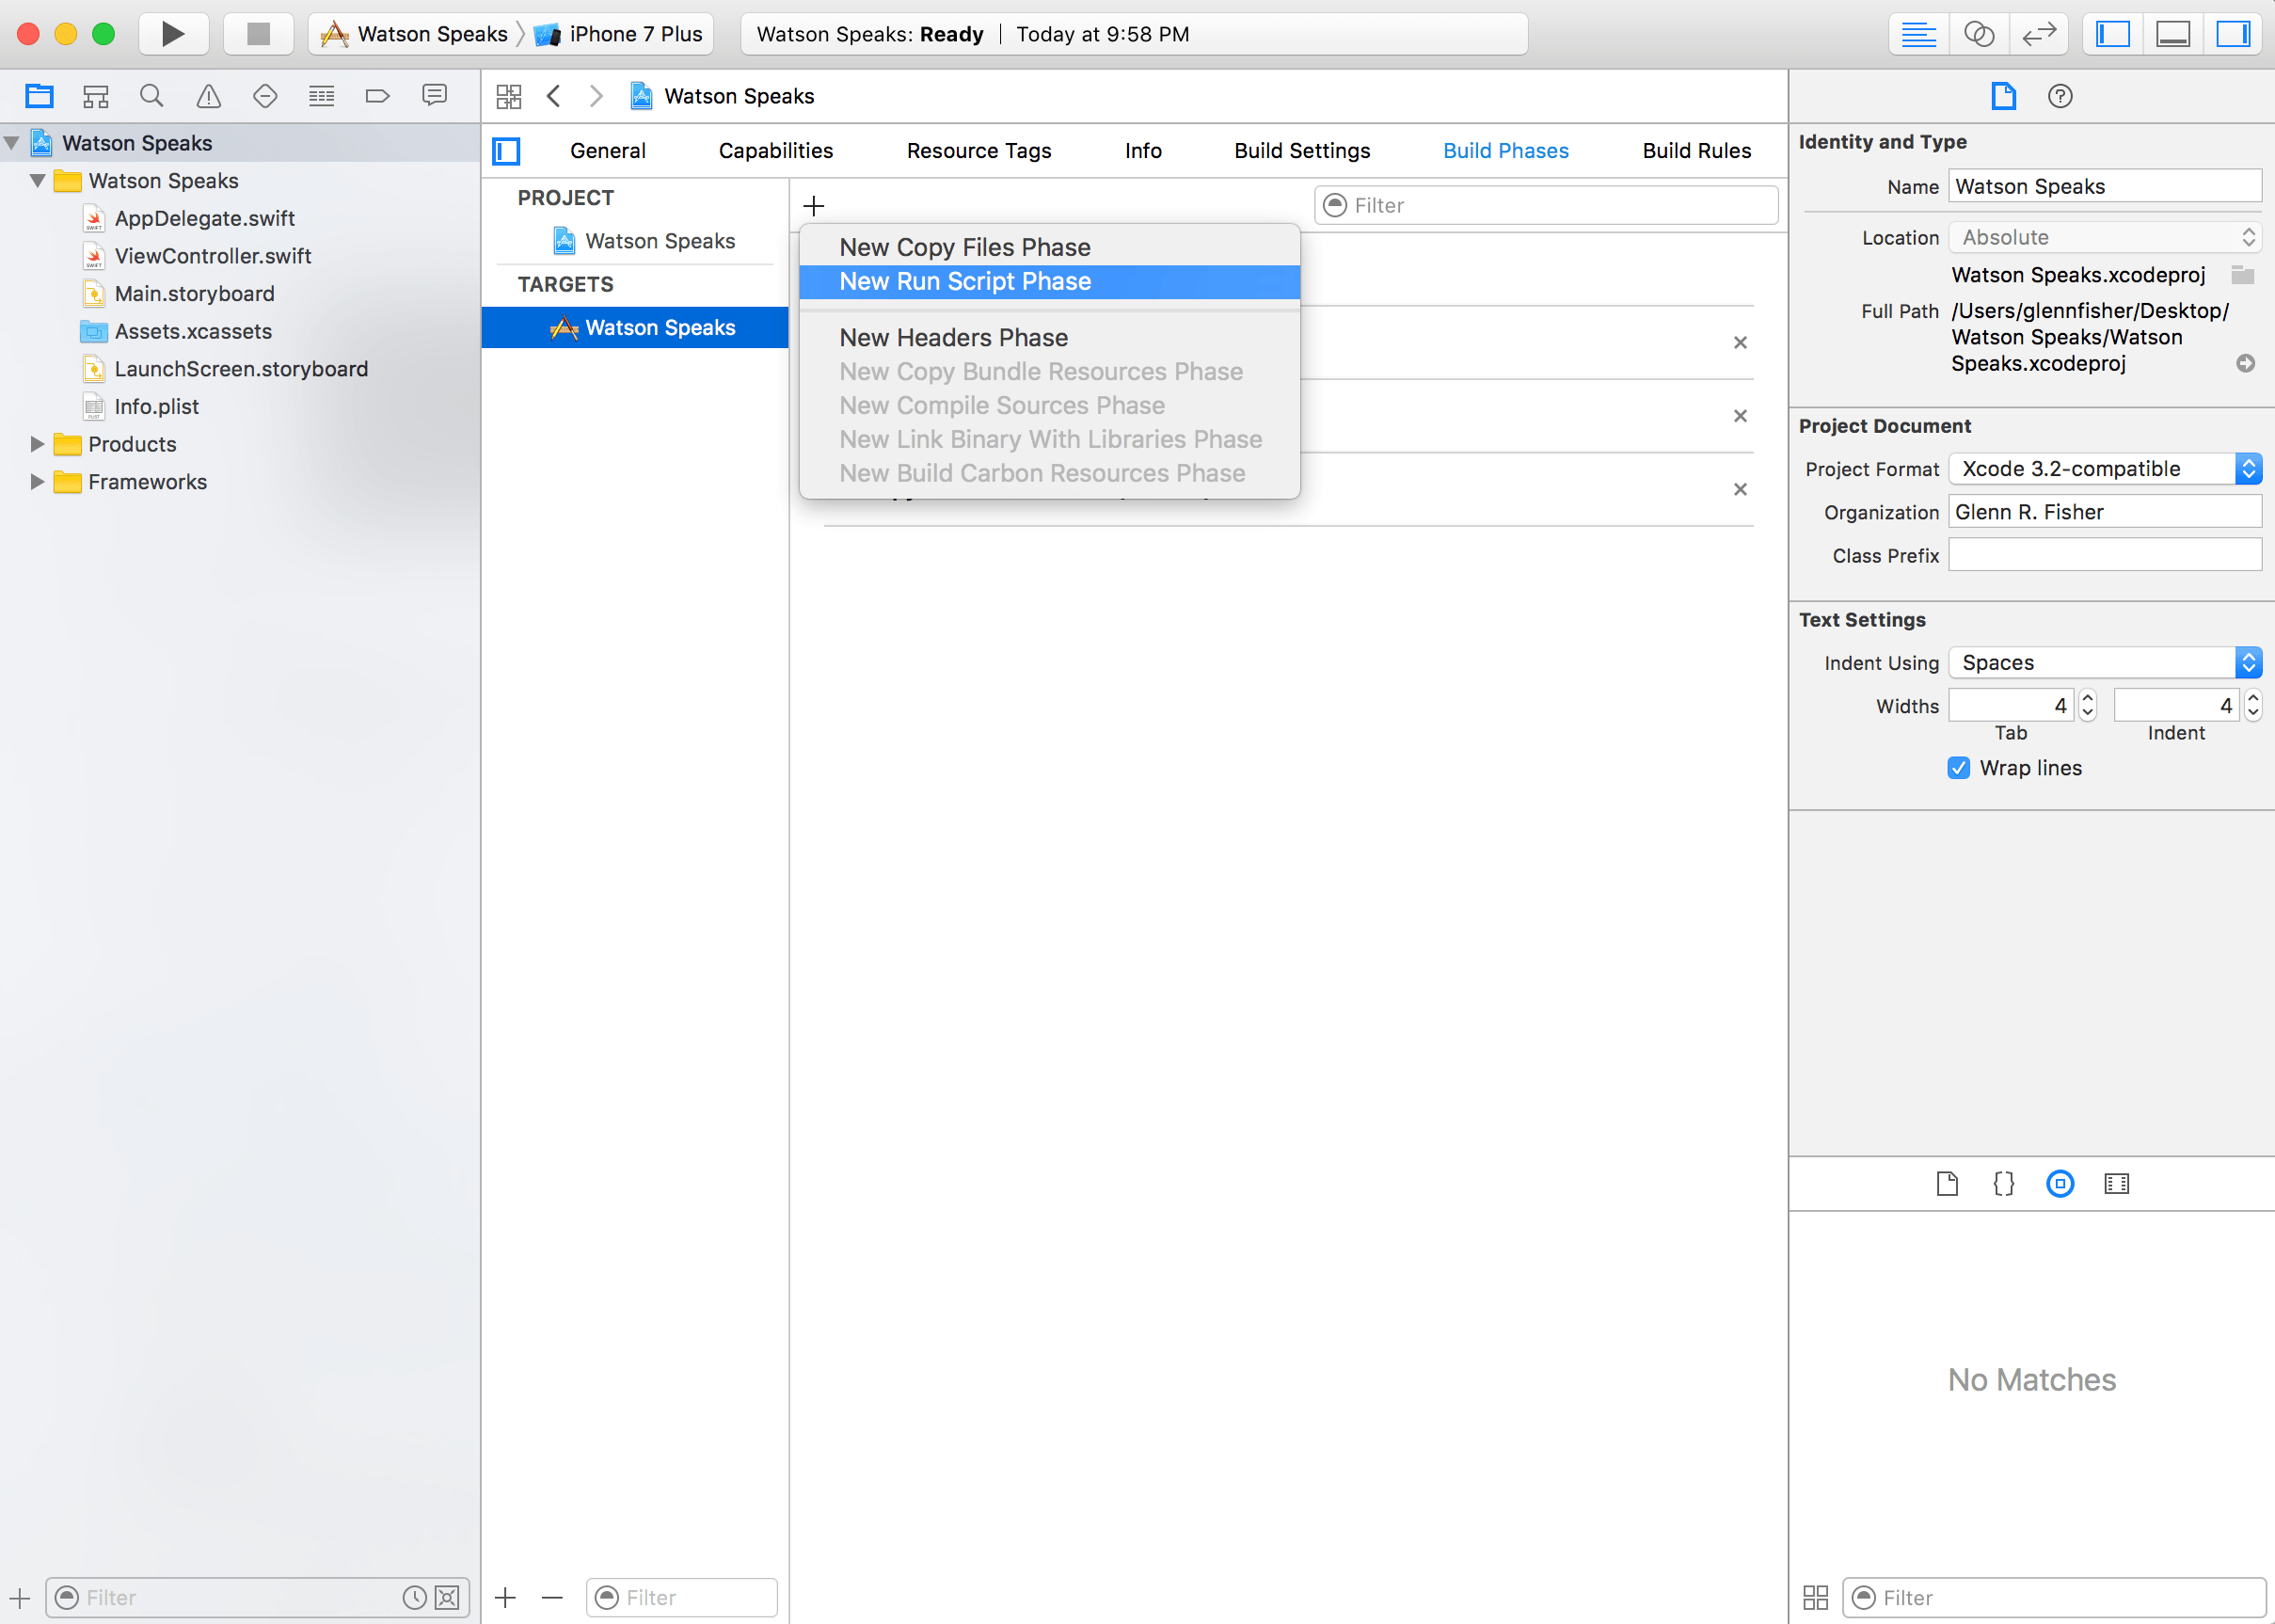 Watson Speaks
iPhone 7 Plus
Watson Speaks: Ready | Today at 9:58 PM
Watson Speaks
Watson Speaks
AppDelegate.swift
ViewController.swift
Main.storyboard
Assets.xcassets
LaunchScreen.storyboard
Info.plist
Products
Frameworks
Filter
Watson Speaks
General
Capabilities
Resource Tags
Info
Build Settings
Build Phases
Build Rules
PROJECT
Watson Speaks
TARGETS
Watson Speaks
Filter
Filter
New Copy Files Phase
New Run Script Phase
New Headers Phase
New Copy Bundle Resources Phase
New Compile Sources Phase
New Link Binary With Libraries Phase
New Build Carbon Resources Phase
Identity and Type
Name Watson Speaks
Location Absolute
Watson Speaks.xcodeproj
Full Path /Users/glennfisher/Desktop/
Watson Speaks/Watson
Speaks.xcodeproj
Project Document
Project Format Xcode 3.2-compatible
Organization Glenn R. Fisher
Class Prefix
Text Settings
Indent Using Spaces
Widths 4 4
Tab Indent
Wrap lines
No Matches
Filter